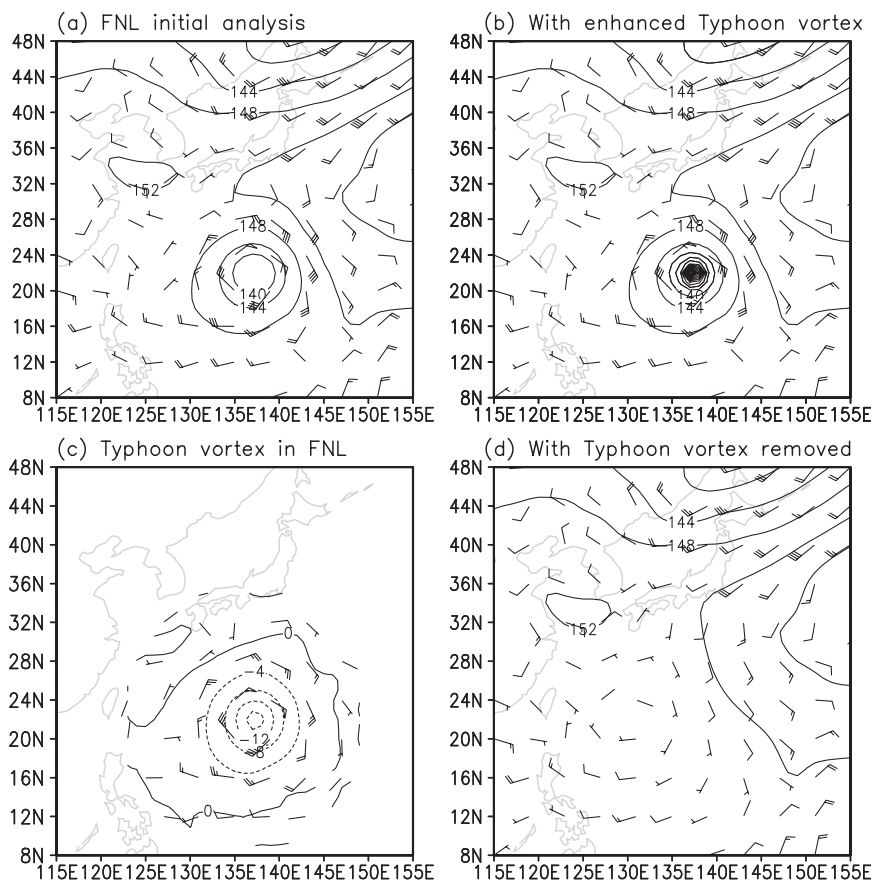 (a) FNL initial analysis
(b) With enhanced Typhoon vortex
48N
44N
40N
36N
32N
28N
24N
20N
16N
12N
8N
144
148
152
148
140
144
115E 120E 125E 130E 135E 140E 145E 150E 155E
48N
44N
40N
36N
32N
28N
24N
20N
16N
12N
8N
144
148
152
148
140
144
115E 120E 125E 130E 135E 140E 145E 150E 155E
(c) Typhoon vortex in FNL
(d) With Typhoon vortex removed
48N
44N
40N
36N
32N
28N
24N
20N
16N
12N
8N
0
-4
-12
-8
0
115E 120E 125E 130E 135E 140E 145E 150E 155E
48N
44N
40N
36N
32N
28N
24N
20N
16N
12N
8N
144
148
152
115E 120E 125E 130E 135E 140E 145E 150E 155E